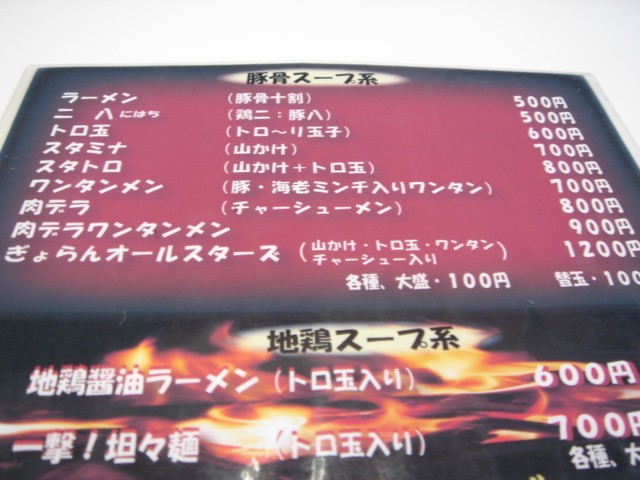 豚骨スープ系
ラーメン (豚骨十割) 500円
二八にはち (鶏二:豚八) 500円
トロ玉 (トロ〜リ玉子) 600円
スタミナ (山かけ) 700円
スタトロ (山かけ+トロ玉) 800円
ワンタンメン (豚・海老ミンチ入りワンタン) 700円
肉デラ (チャーシューメン) 800円
肉デラワンタンメン 900円
ぎょらんオールスターズ (山かけ・トロ玉・ワンタン チャーシュー入り) 1200円
各種、大盛・100円 替玉・100
地鶏スープ系
地鶏醤油ラーメン (トロ玉入り) 600円
一撃!坦々麺 (トロ玉入り) 700円
各種、大